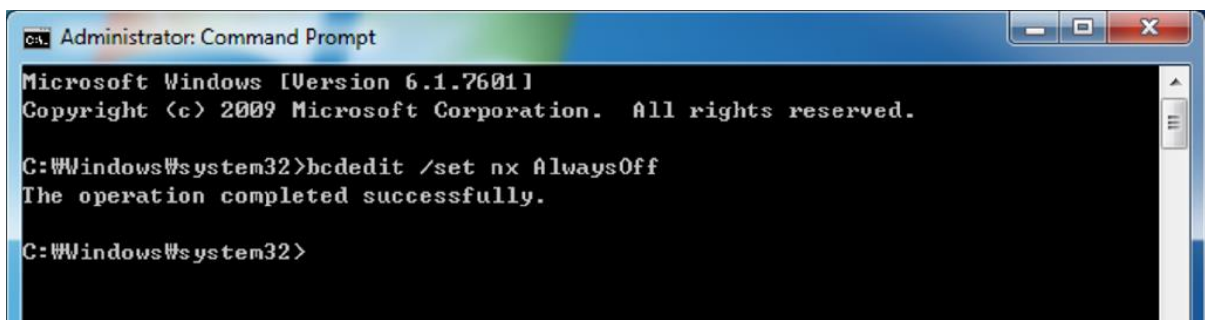 Administrator: Command Prompt
Microsoft Windows [Version 6.1.7601]
Copyright (c) 2009 Microsoft Corporation.  All rights reserved.
C:₩Windows₩system32>bcdedit /set nx AlwaysOff
The operation completed successfully.
C:₩Windows₩system32>